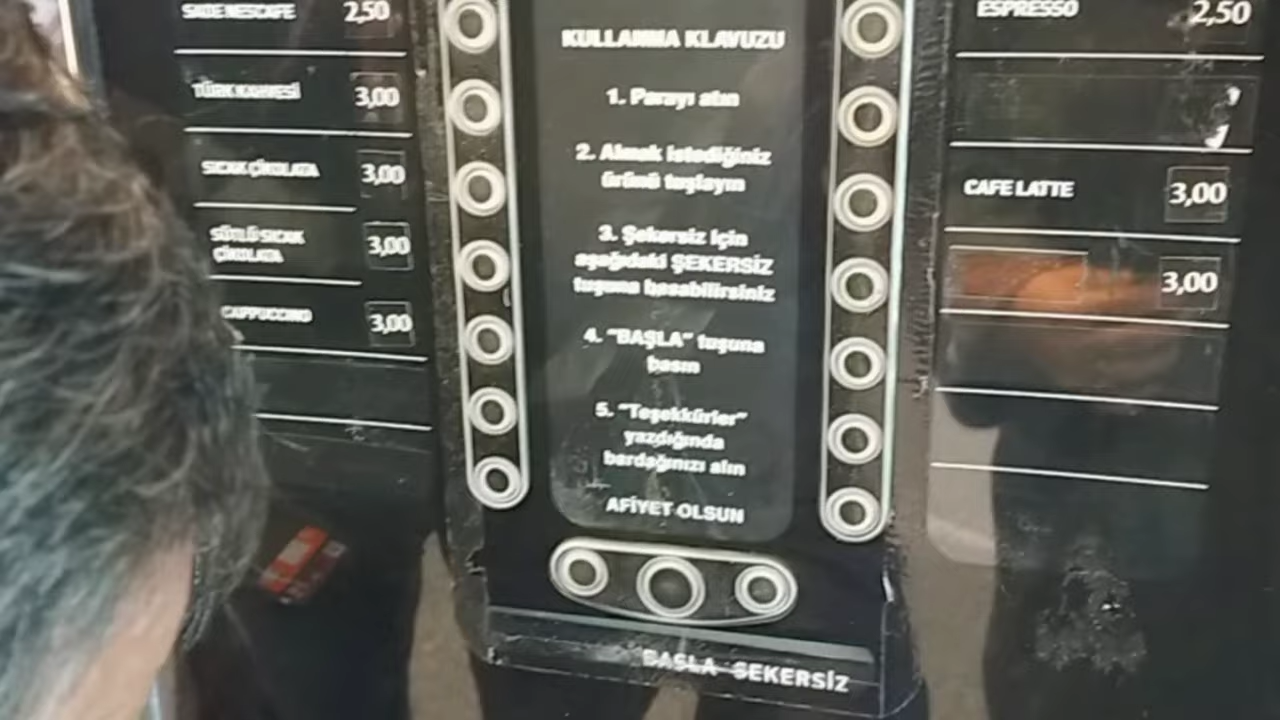 SADE NESCAFE 2,50
TÜRK KAHVESİ 3,00
SICAK ÇİKOLATA 3,00
SÜTLÜ SICAK
ÇİKOLATA 3,00
CAPPUCCINO 3,00
KULLANMA KLAVUZU
1. Parayı atın
2. Almak istediğiniz
ürünü tuşlayın
3. Şekersiz için
aşağıdaki ŞEKERSİZ
tuşuna basabilirsiniz
4. "BAŞLA" tuşuna
basın
5. "Teşekkürler"
yazdığında
bardağınızı alın
AFİYET OLSUN
BAŞLA ŞEKERSİZ
ESPRESSO 2,50
CAFE LATTE 3,00
3,00